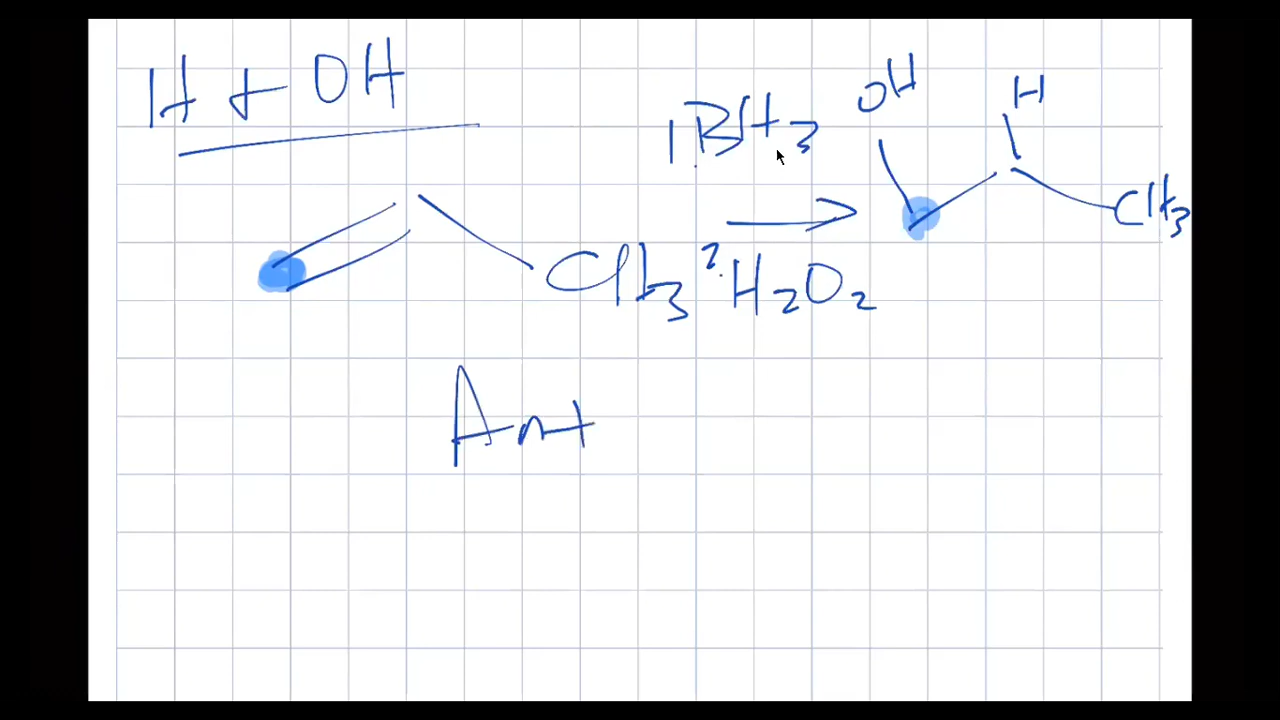 H + OH
1 BH3
OH
H
CH3
CH3
2. H2O2
Ant